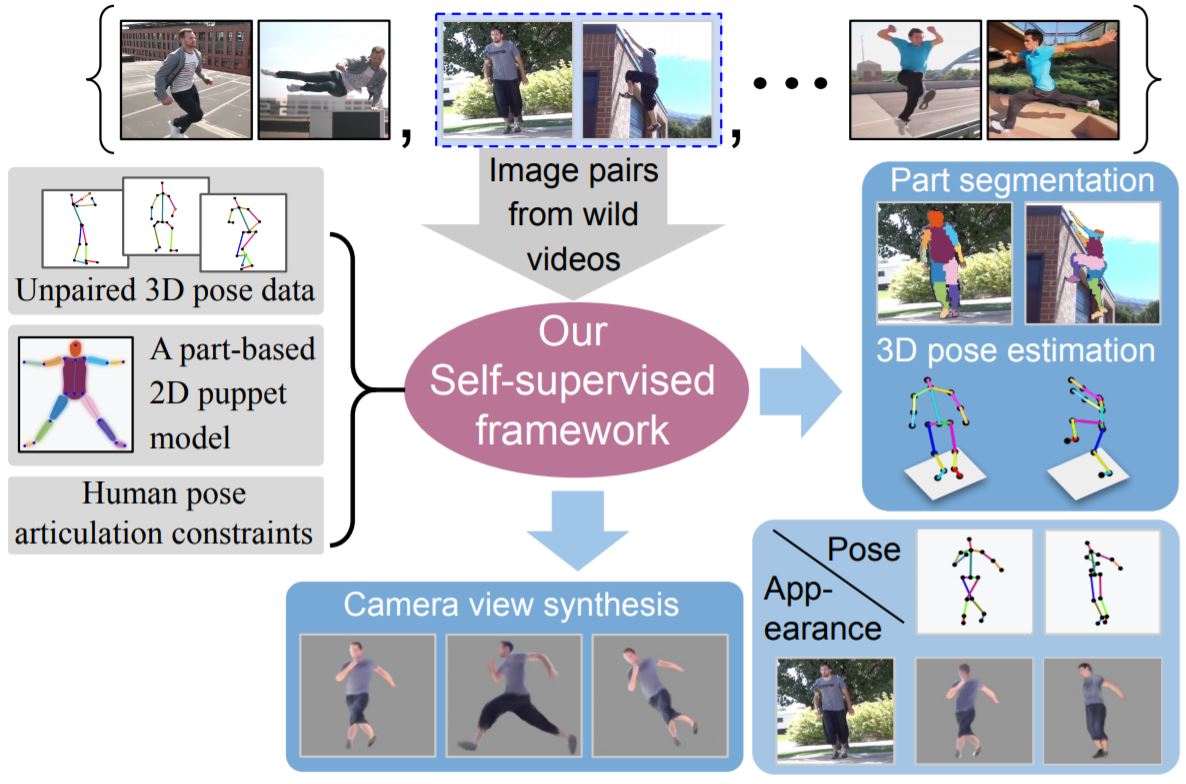 Image pairs
from wild
videos
Unpaired 3D pose data
A part-based
2D puppet
model
Human pose
articulation constraints
Our
Self-supervised
framework
Part segmentation
3D pose estimation
Camera view synthesis
Pose
App-
earance